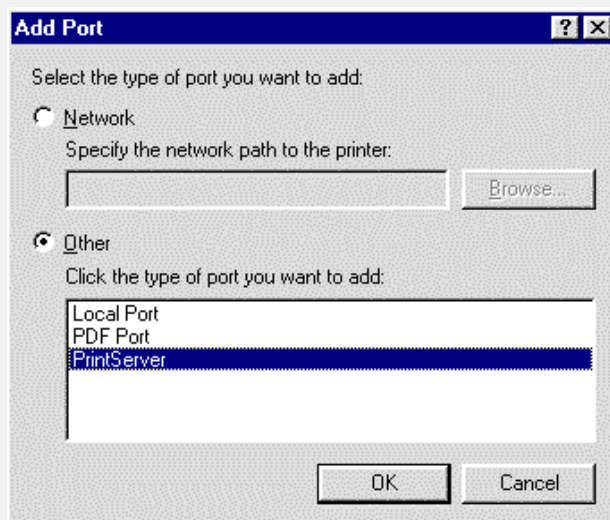 Add Port
Select the type of port you want to add:
Network
Specify the network path to the printer:
Browse...
Other
Click the type of port you want to add:
Local Port
PDF Port
PrintServer
OK Cancel